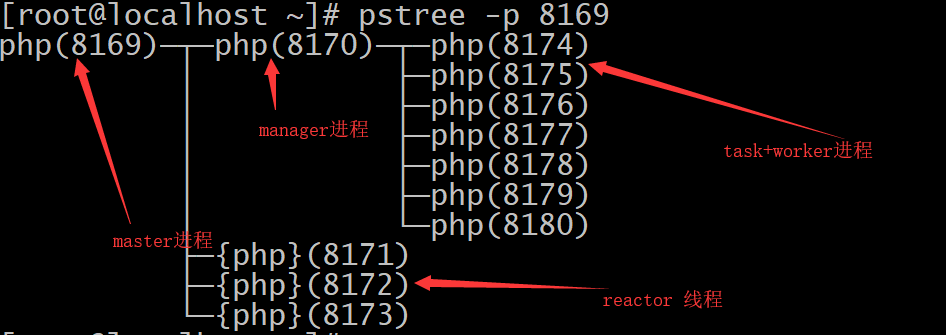 [root@localhost ~]# pstree -p 8169
php(8169)─┬─php(8170)─┬─php(8174)
├─php(8175)
├─php(8176)
manager进程
├─php(8177)
task+worker进程
├─php(8178)
├─php(8179)
└─php(8180)
master进程
├─{php}(8171)
├─{php}(8172)
reactor 线程
└─{php}(8173)